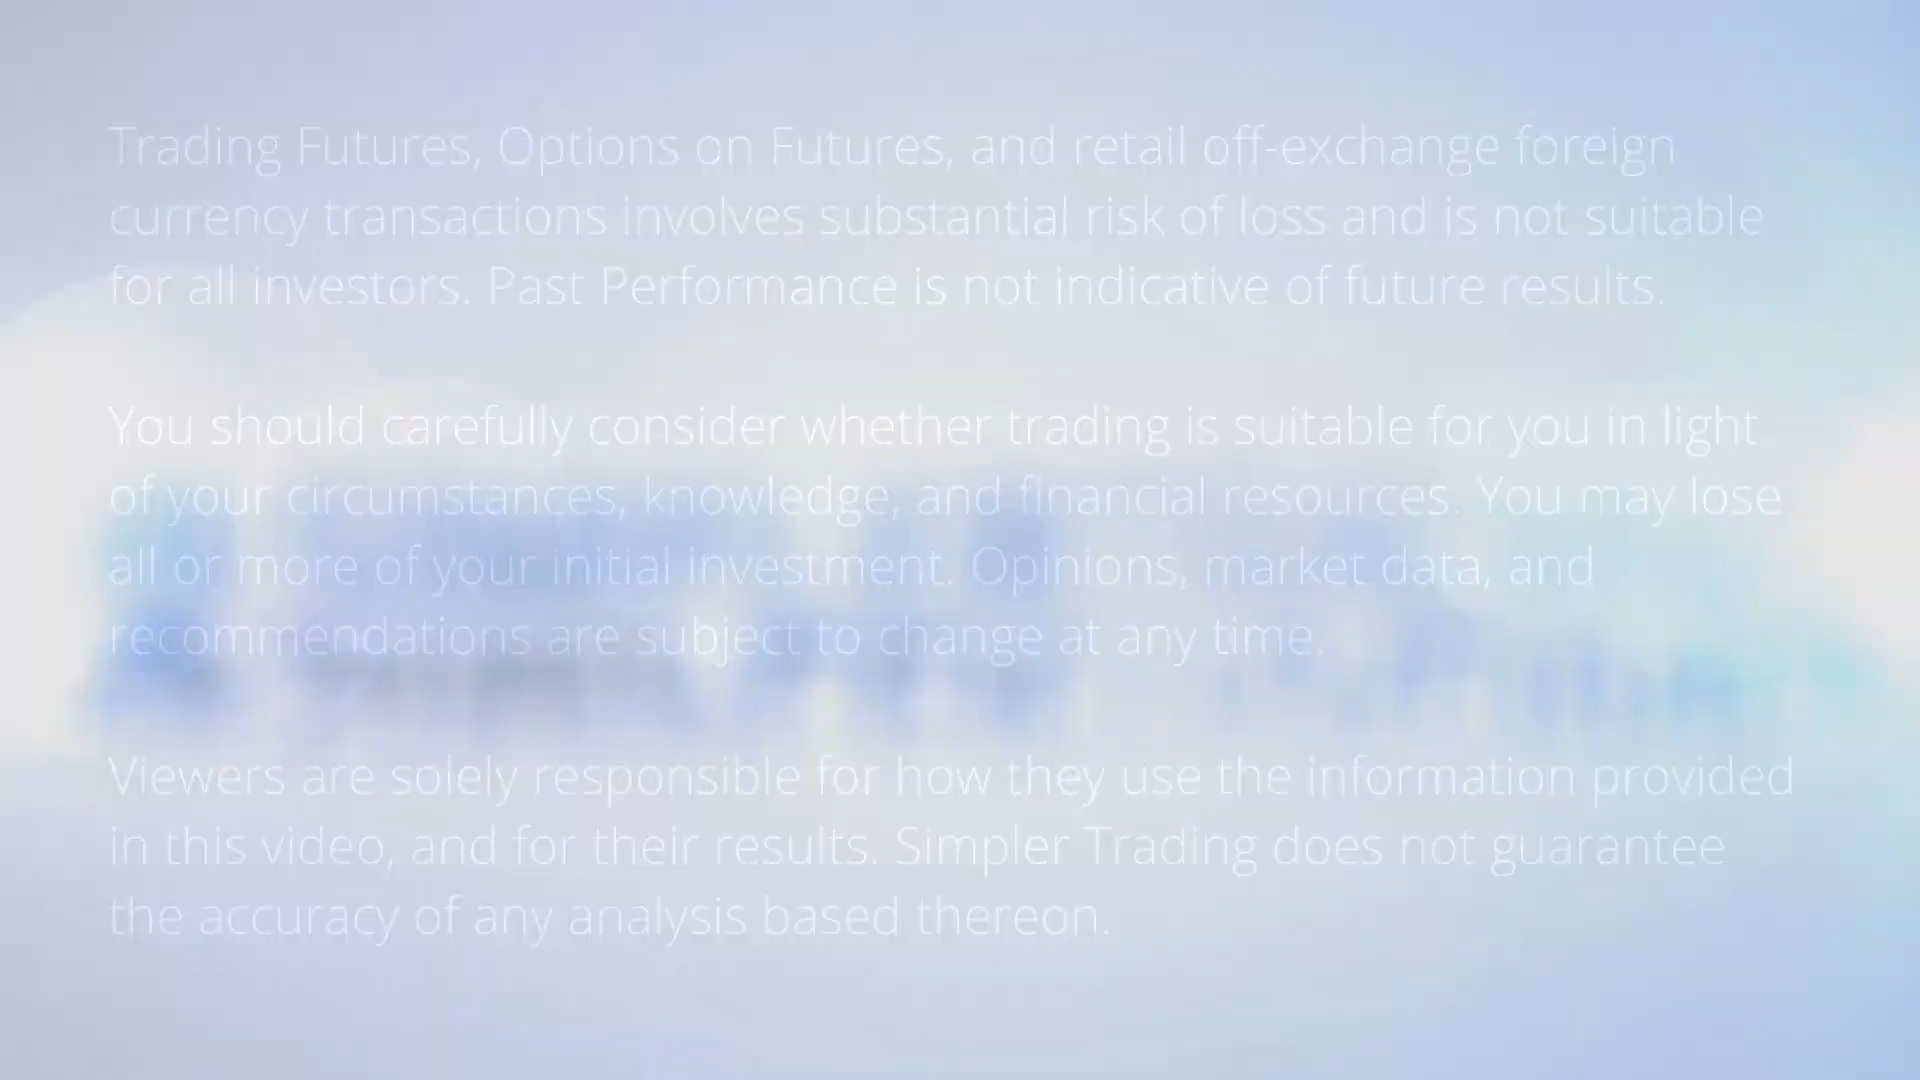 Trading Futures, Options on Futures, and retail off-exchange foreign
currency transactions involves substantial risk of loss and is not suitable
for all investors. Past Performance is not indicative of future results.
You should carefully consider whether trading is suitable for you in light
of your circumstances, knowledge, and financial resources. You may lose
all or more of your initial investment. Opinions, market data, and
recommendations are subject to change at any time.
Viewers are solely responsible for how they use the information provided
in this video, and for their results. Simpler Trading does not guarantee
the accuracy of any analysis based thereon.